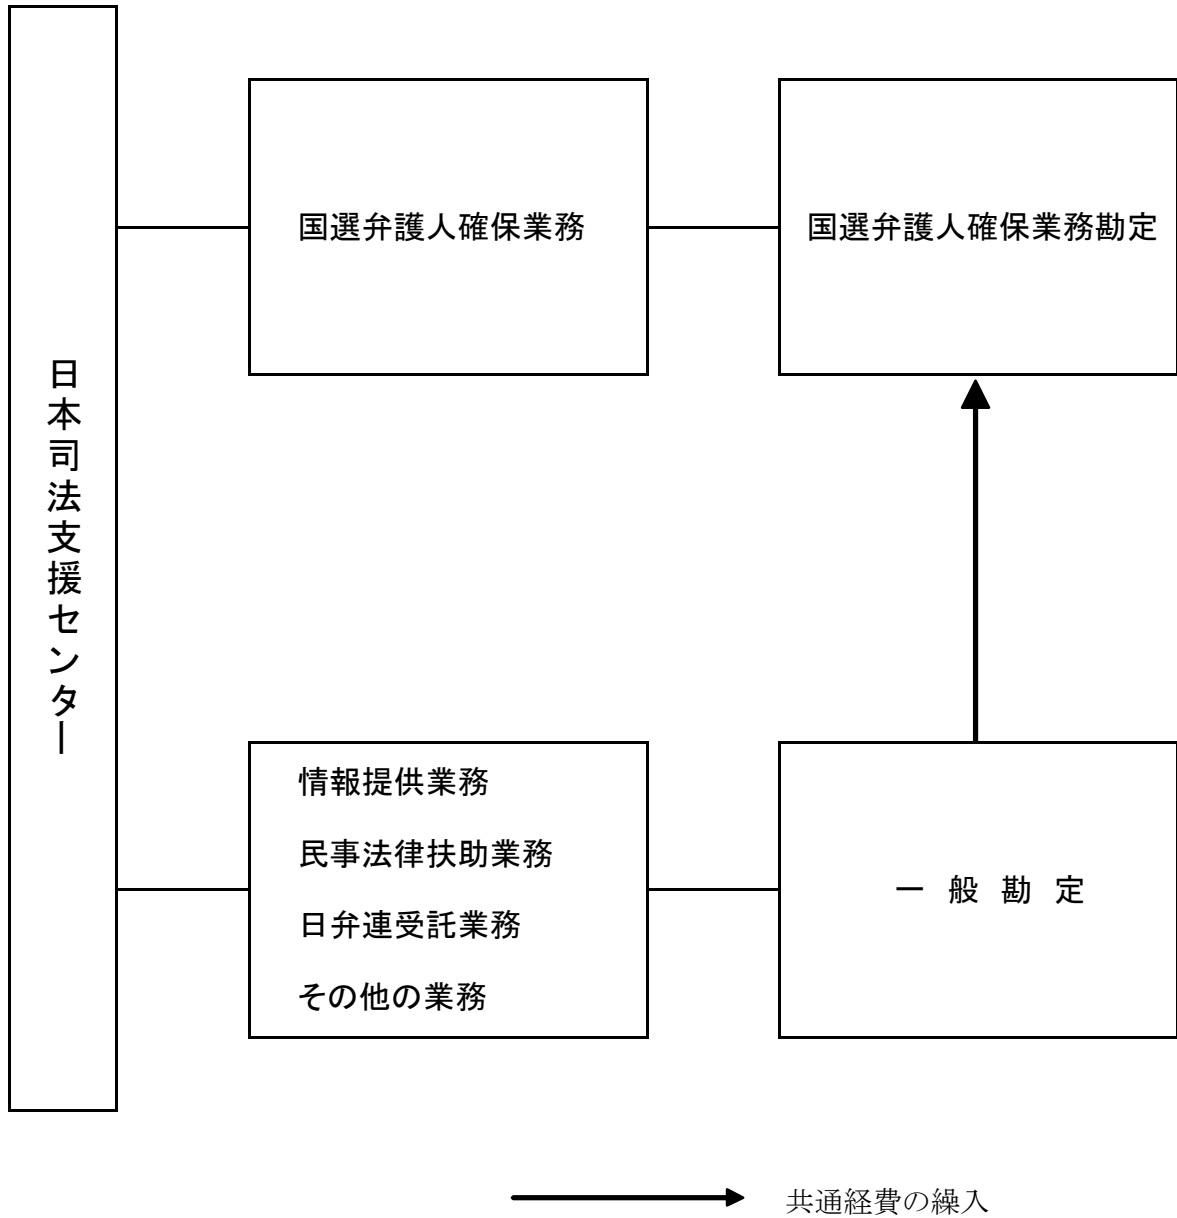 日本司法支援センター
国選弁護人確保業務
国選弁護人確保業務勘定
情報提供業務
民事法律扶助業務
日弁連受託業務
その他の業務
一般勘定
共通経費の繰入